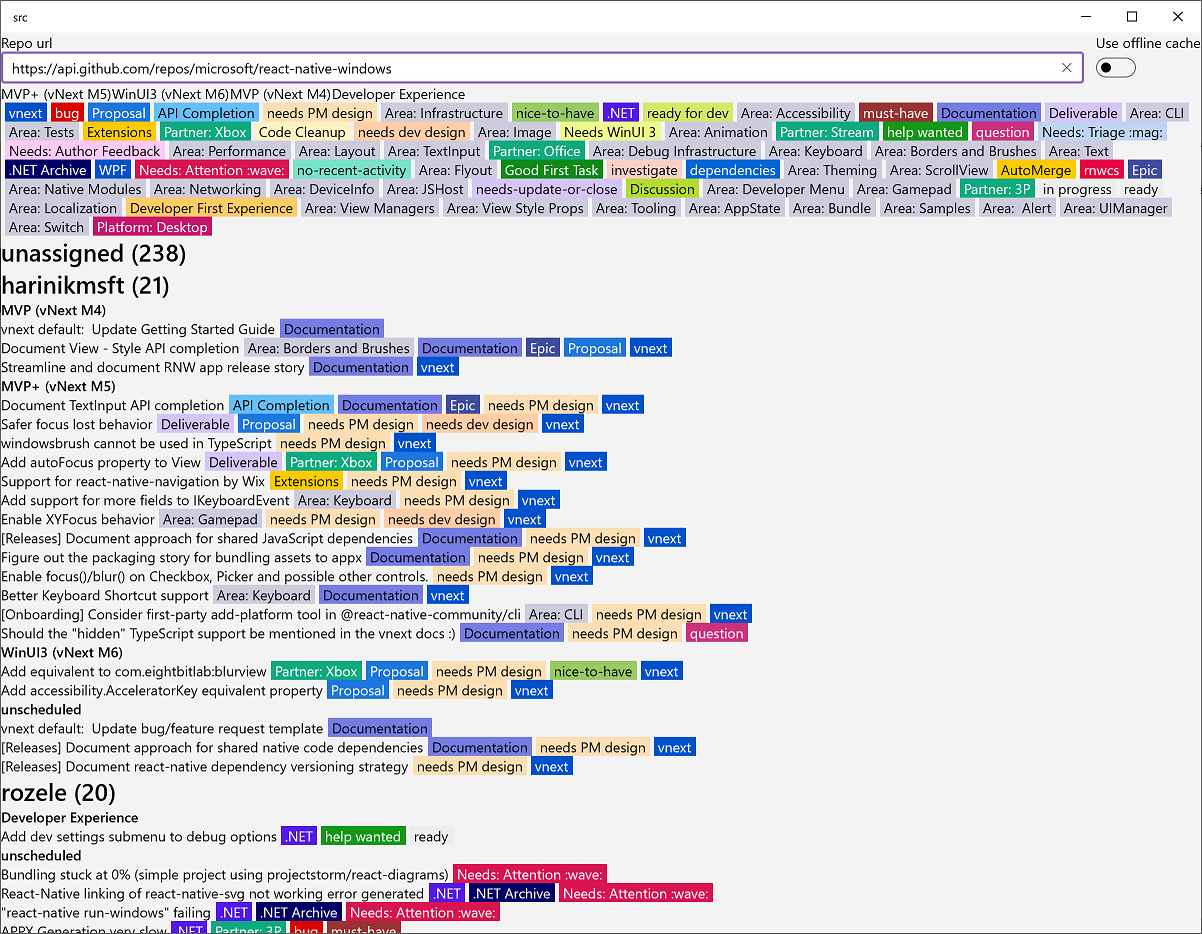 src
Repo url Use offline cache
https://api.github.com/repos/microsoft/react-native-windows
MVP+ (vNext M5)WinUI3 (vNext M6)MVP (vNext M4)Developer Experience
vnext bug Proposal API Completion needs PM design Area: Infrastructure nice-to-have .NET ready for dev Area: Accessibility must-have Documentation Deliverable Area: CLI
Area: Tests Extensions Partner: Xbox Code Cleanup needs dev design Area: Image Needs WinUI 3 Area: Animation Partner: Stream help wanted question Needs: Triage :mag:
Needs: Author Feedback Area: Performance Area: Layout Area: TextInput Partner: Office Area: Debug Infrastructure Area: Keyboard Area: Borders and Brushes Area: Text
.NET Archive WPF Needs: Attention :wave: no-recent-activity Area: Flyout Good First Task investigate dependencies Area: Theming Area: ScrollView AutoMerge rnwcs Epic
Area: Native Modules Area: Networking Area: DeviceInfo Area: JSHost needs-update-or-close Discussion Area: Developer Menu Area: Gamepad Partner: 3P in progress ready
Area: Localization Developer First Experience Area: View Managers Area: View Style Props Area: Tooling Area: AppState Area: Bundle Area: Samples Area:  Alert Area: UIManager
Area: Switch Platform: Desktop
unassigned (238)
harinikmsft (21)
MVP (vNext M4)
vnext default:  Update Getting Started Guide Documentation
Document View - Style API completion Area: Borders and Brushes Documentation Epic Proposal vnext
Streamline and document RNW app release story Documentation vnext
MVP+ (vNext M5)
Document TextInput API completion API Completion Documentation Epic needs PM design vnext
Safer focus lost behavior Deliverable Proposal needs PM design needs dev design vnext
windowsbrush cannot be used in TypeScript needs PM design vnext
Add autoFocus property to View Deliverable Partner: Xbox Proposal needs PM design vnext
Support for react-native-navigation by Wix Extensions needs PM design vnext
Add support for more fields to IKeyboardEvent Area: Keyboard needs PM design vnext
Enable XYFocus behavior Area: Gamepad needs PM design needs dev design vnext
[Releases] Document approach for shared JavaScript dependencies Documentation needs PM design vnext
Figure out the packaging story for bundling assets to appx Documentation needs PM design vnext
Enable focus()/blur() on Checkbox, Picker and possible other controls. needs PM design vnext
Better Keyboard Shortcut support Area: Keyboard Documentation vnext
[Onboarding] Consider first-party add-platform tool in @react-native-community/cli Area: CLI needs PM design vnext
Should the "hidden" TypeScript support be mentioned in the vnext docs :) Documentation needs PM design question
WinUI3 (vNext M6)
Add equivalent to com.eightbitlab:blurview Partner: Xbox Proposal needs PM design nice-to-have vnext
Add accessibility.AcceleratorKey equivalent property Proposal needs PM design vnext
unscheduled
vnext default:  Update bug/feature request template Documentation
[Releases] Document approach for shared native code dependencies Documentation needs PM design vnext
[Releases] Document react-native dependency versioning strategy needs PM design vnext
rozele (20)
Developer Experience
Add dev settings submenu to debug options .NET help wanted ready
unscheduled
Bundling stuck at 0% (simple project using projectstorm/react-diagrams) Needs: Attention :wave:
React-Native linking of react-native-svg not working error generated .NET .NET Archive Needs: Attention :wave:
"react-native run-windows" failing .NET .NET Archive Needs: Attention :wave:
APPX Generation very slow .NET Partner: 3P bug must-have